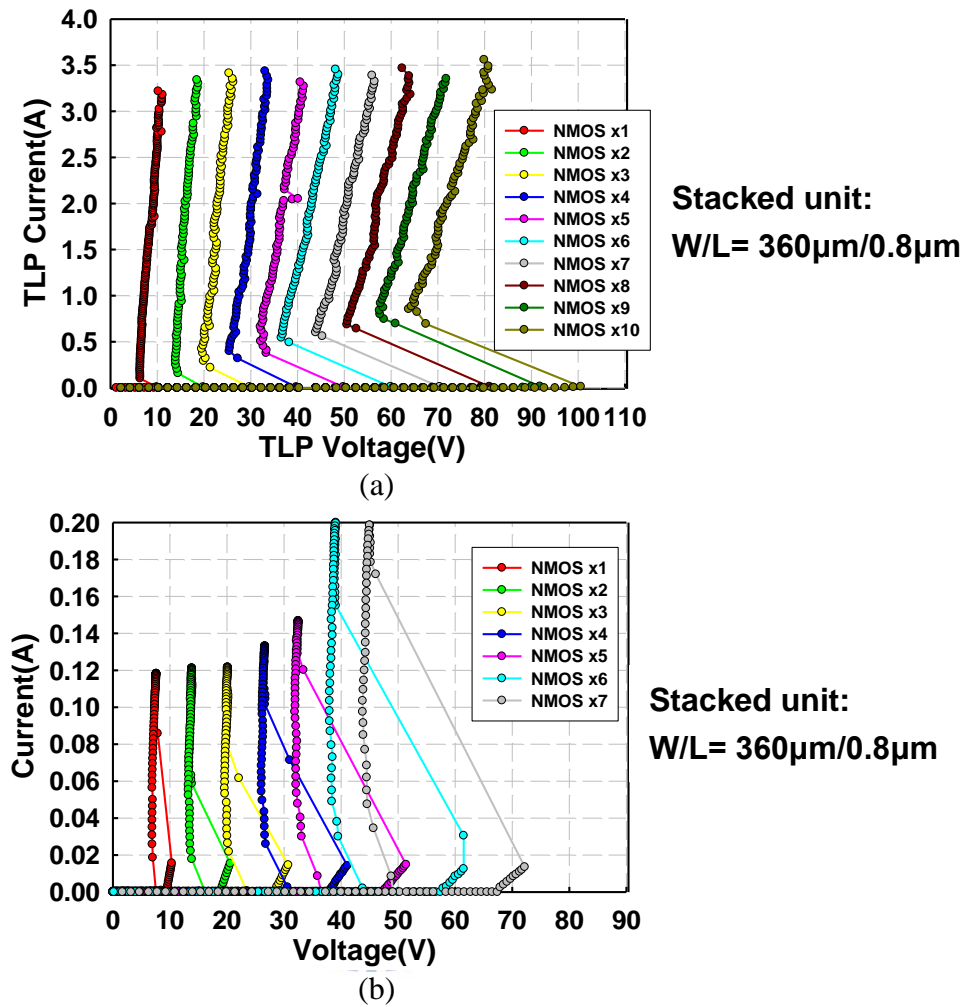 4.0
3.5
3.0
2.5
2.0
1.5
1.0
0.5
0.0
TLP Current(A)
0 10 20 30 40 50 60 70 80 90 100 110
TLP Voltage(V)
NMOS x1
NMOS x2
NMOS x3
NMOS x4
NMOS x5
NMOS x6
NMOS x7
NMOS x8
NMOS x9
NMOS x10
Stacked unit:
W/L= 360μm/0.8μm
(a)
0.20
0.18
0.16
0.14
0.12
0.10
0.08
0.06
0.04
0.02
0.00
Current(A)
0 10 20 30 40 50 60 70 80 90
Voltage(V)
NMOS x1
NMOS x2
NMOS x3
NMOS x4
NMOS x5
NMOS x6
NMOS x7
Stacked unit:
W/L= 360μm/0.8μm
(b)